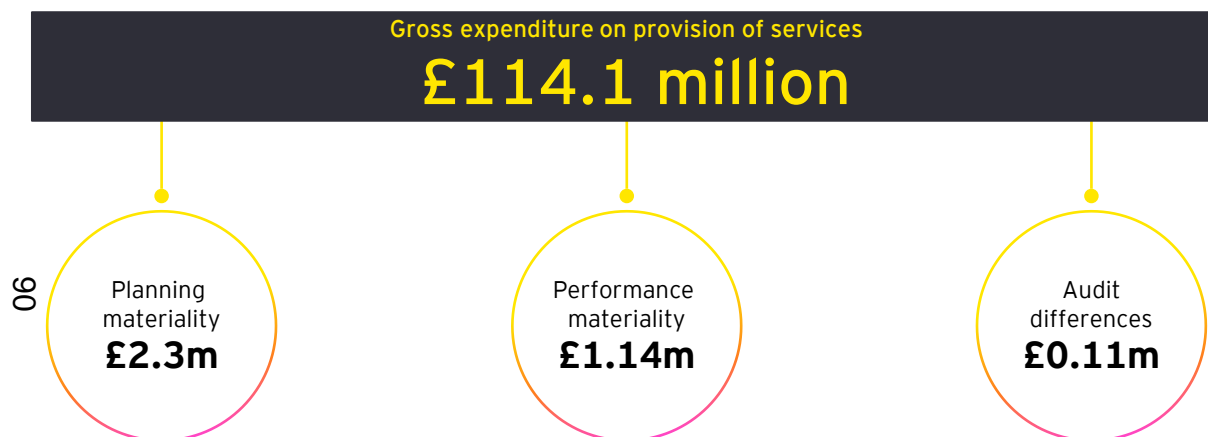 Gross expenditure on provision of services
£114.1 million
90
Planning
materiality
£2.3m
Performance
materiality
£1.14m
Audit
differences
£0.11m